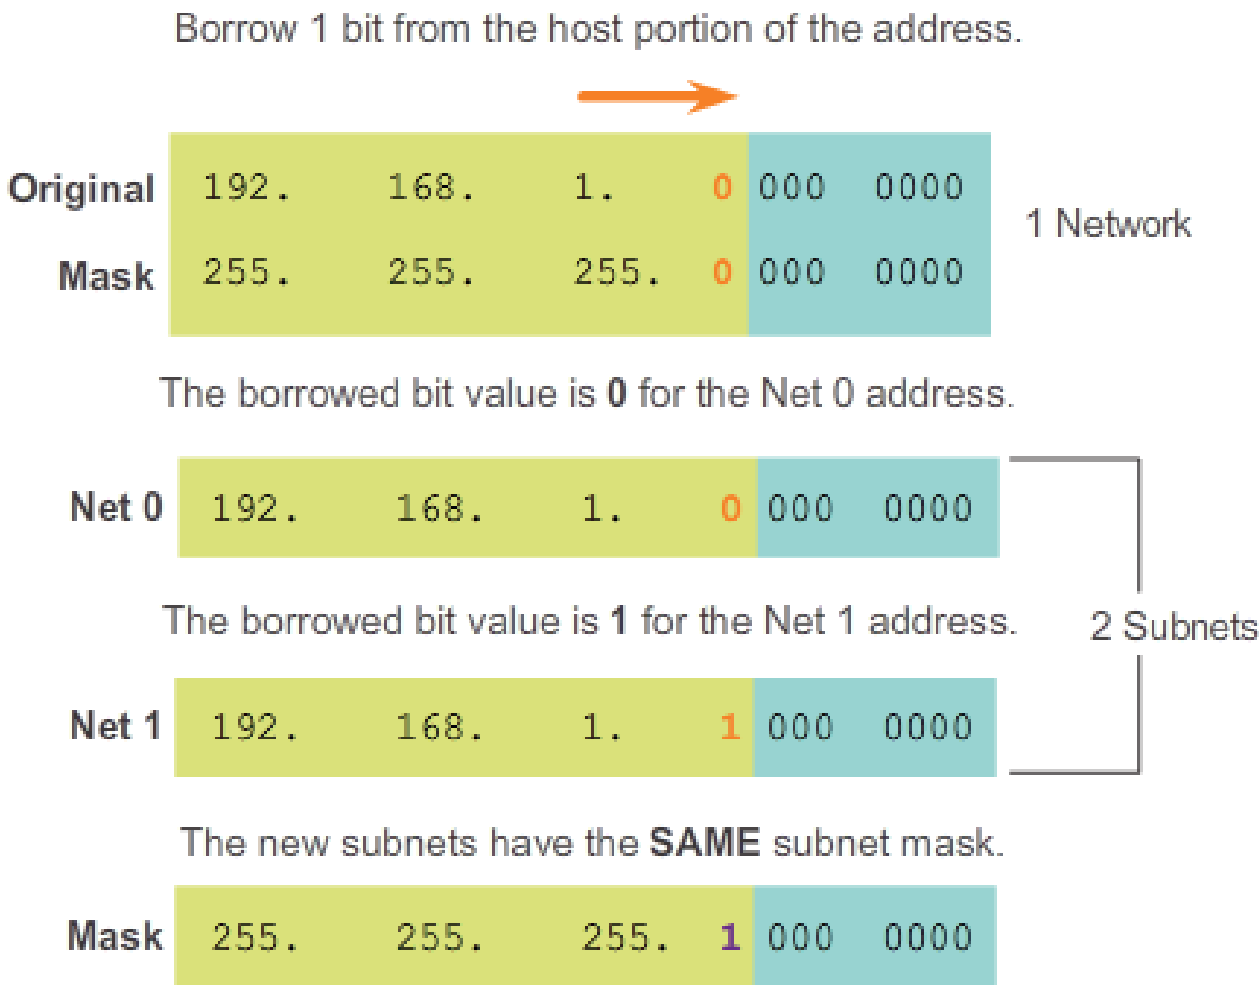 Borrow 1 bit from the host portion of the address.
Original 192. 168. 1. 0 000 0000
1 Network
Mask 255. 255. 255. 0 000 0000
The borrowed bit value is 0 for the Net 0 address.
Net 0 192. 168. 1. 0 000 0000
The borrowed bit value is 1 for the Net 1 address.
2 Subnets
Net 1 192. 168. 1. 1 000 0000
The new subnets have the SAME subnet mask.
Mask 255. 255. 255. 1 000 0000